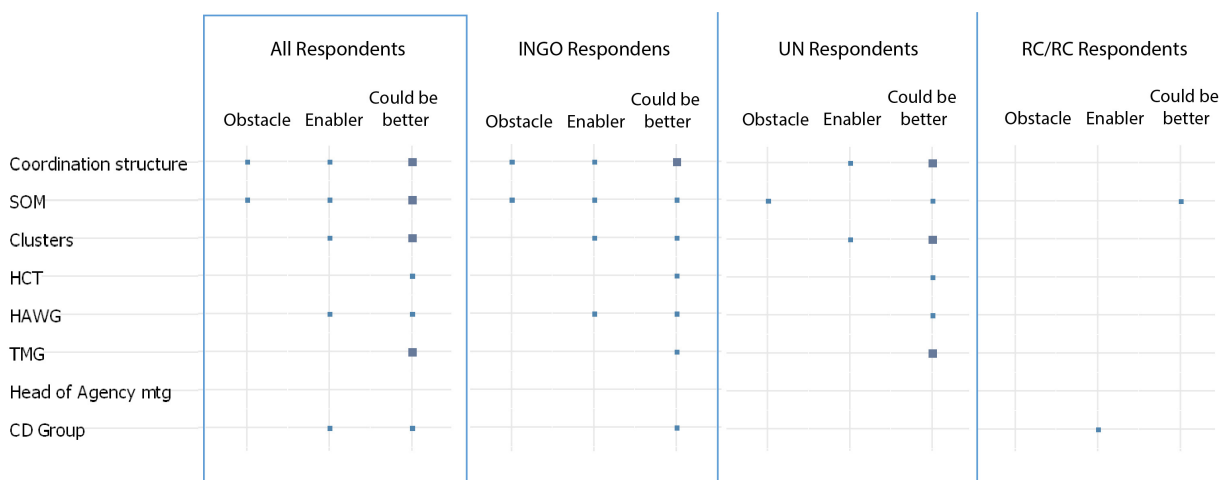 All Respondents
INGO Respondens
UN Respondents
RC/RC Respondents
Obstacle Enabler Could be better
Obstacle Enabler Could be better
Obstacle Enabler Could be better
Obstacle Enabler Could be better
Coordination structure
SOM
Clusters
HCT
HAWG
TMG
Head of Agency mtg
CD Group